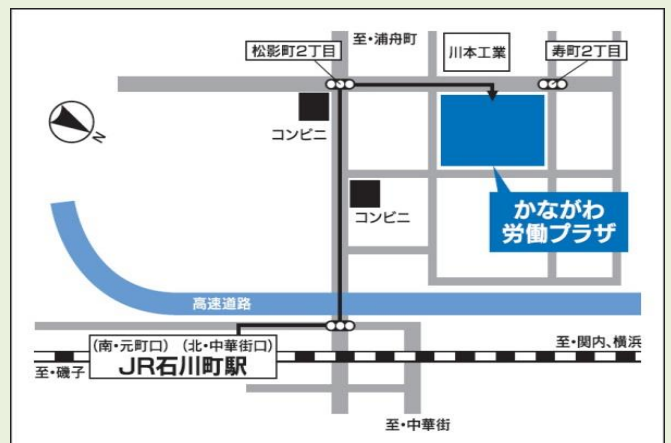 至・浦舟町
松影町2丁目
川本工業
寿町2丁目
N
コンビニ
コンビニ
かながわ
労働プラザ
高速道路
(南・元町口) (北・中華街口)
JR石川町駅
至・関内、横浜
至・磯子
至・中華街